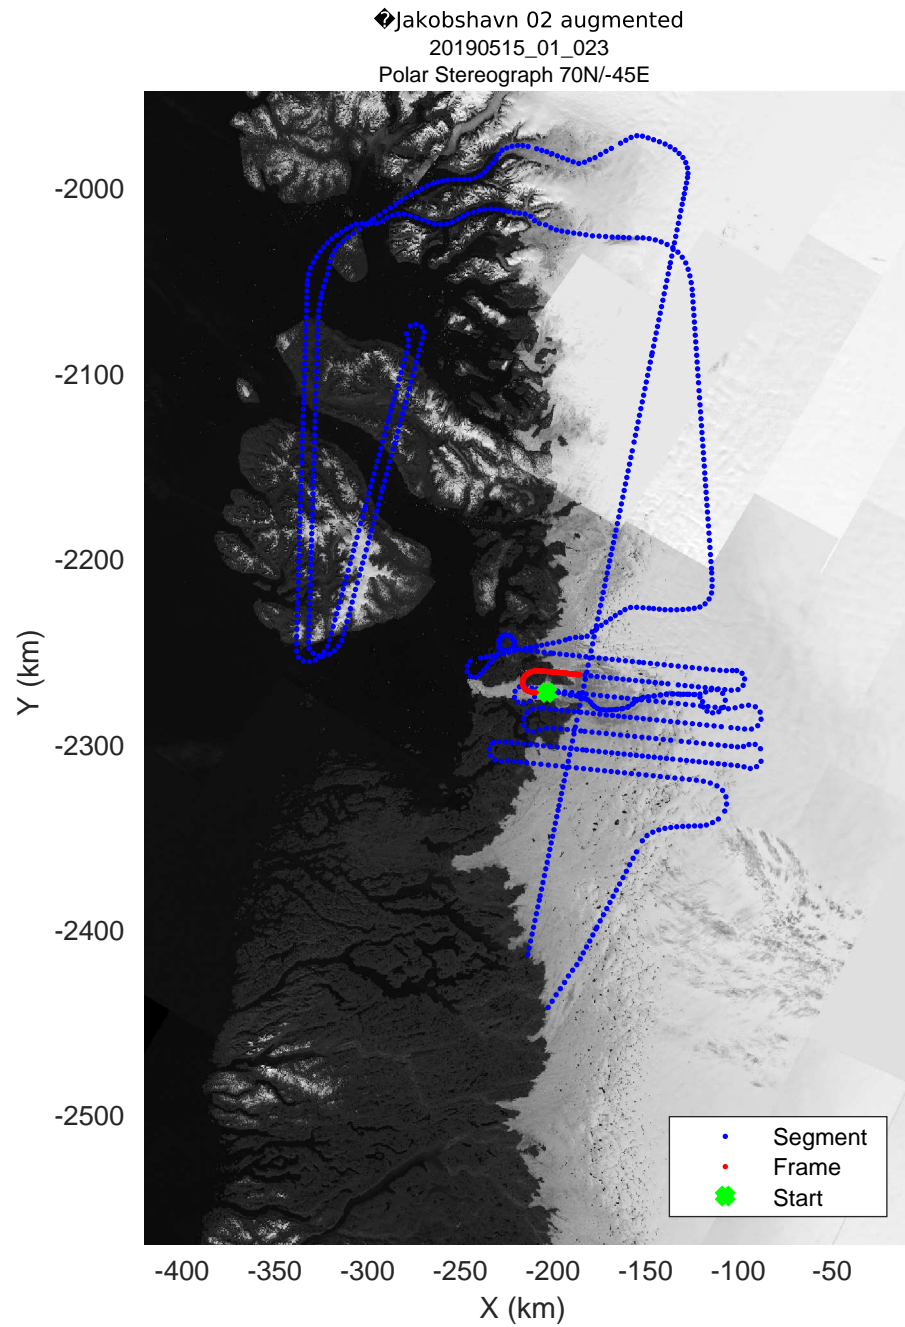 �Jakobshavn 02 augmented
20190515_01_023
Polar Stereograph 70N/-45E
-2000
-2100
-2200
-2300
-2400
-2500
Y (km)
-400
-350
-300
-250
-200
-150
-100
-50
X (km)
Segment
Frame
Start